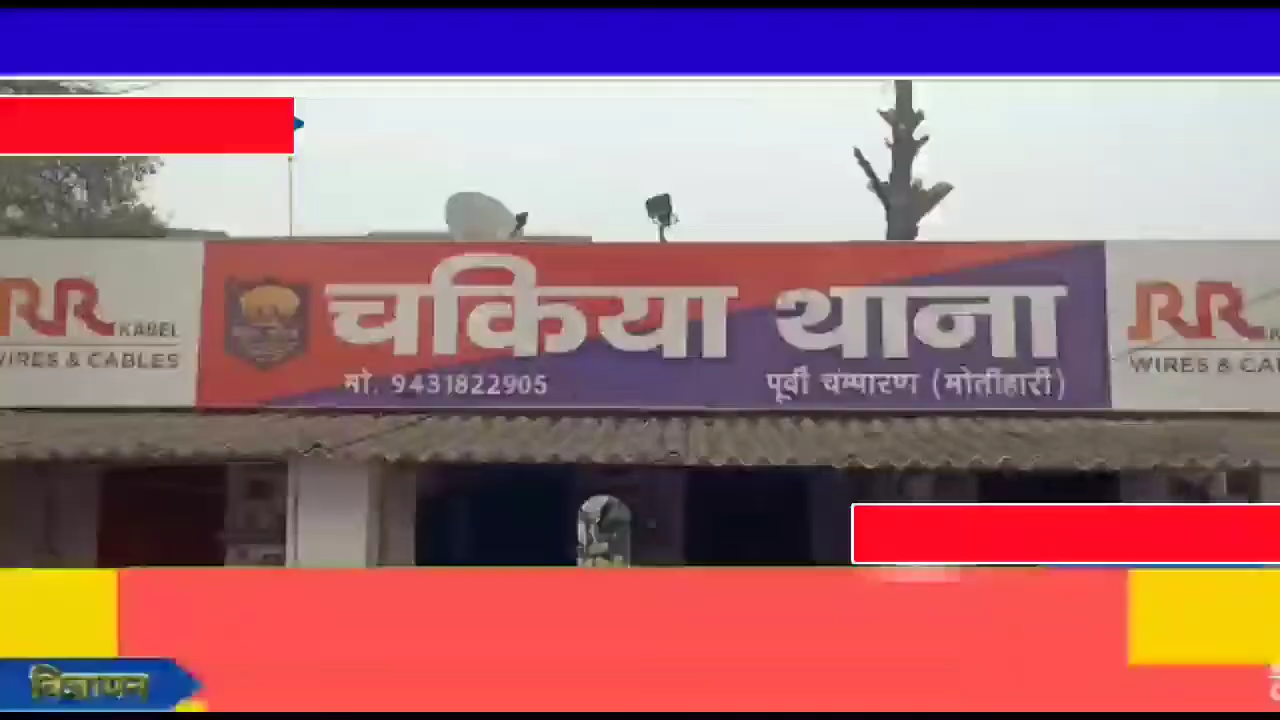 चकिया थाना
मो. 9431822905
पूर्वी चम्पारण (मोतीहारी)
RR KABEL
WIRES & CABLES
RR
WIRES & CA
विज्ञापन